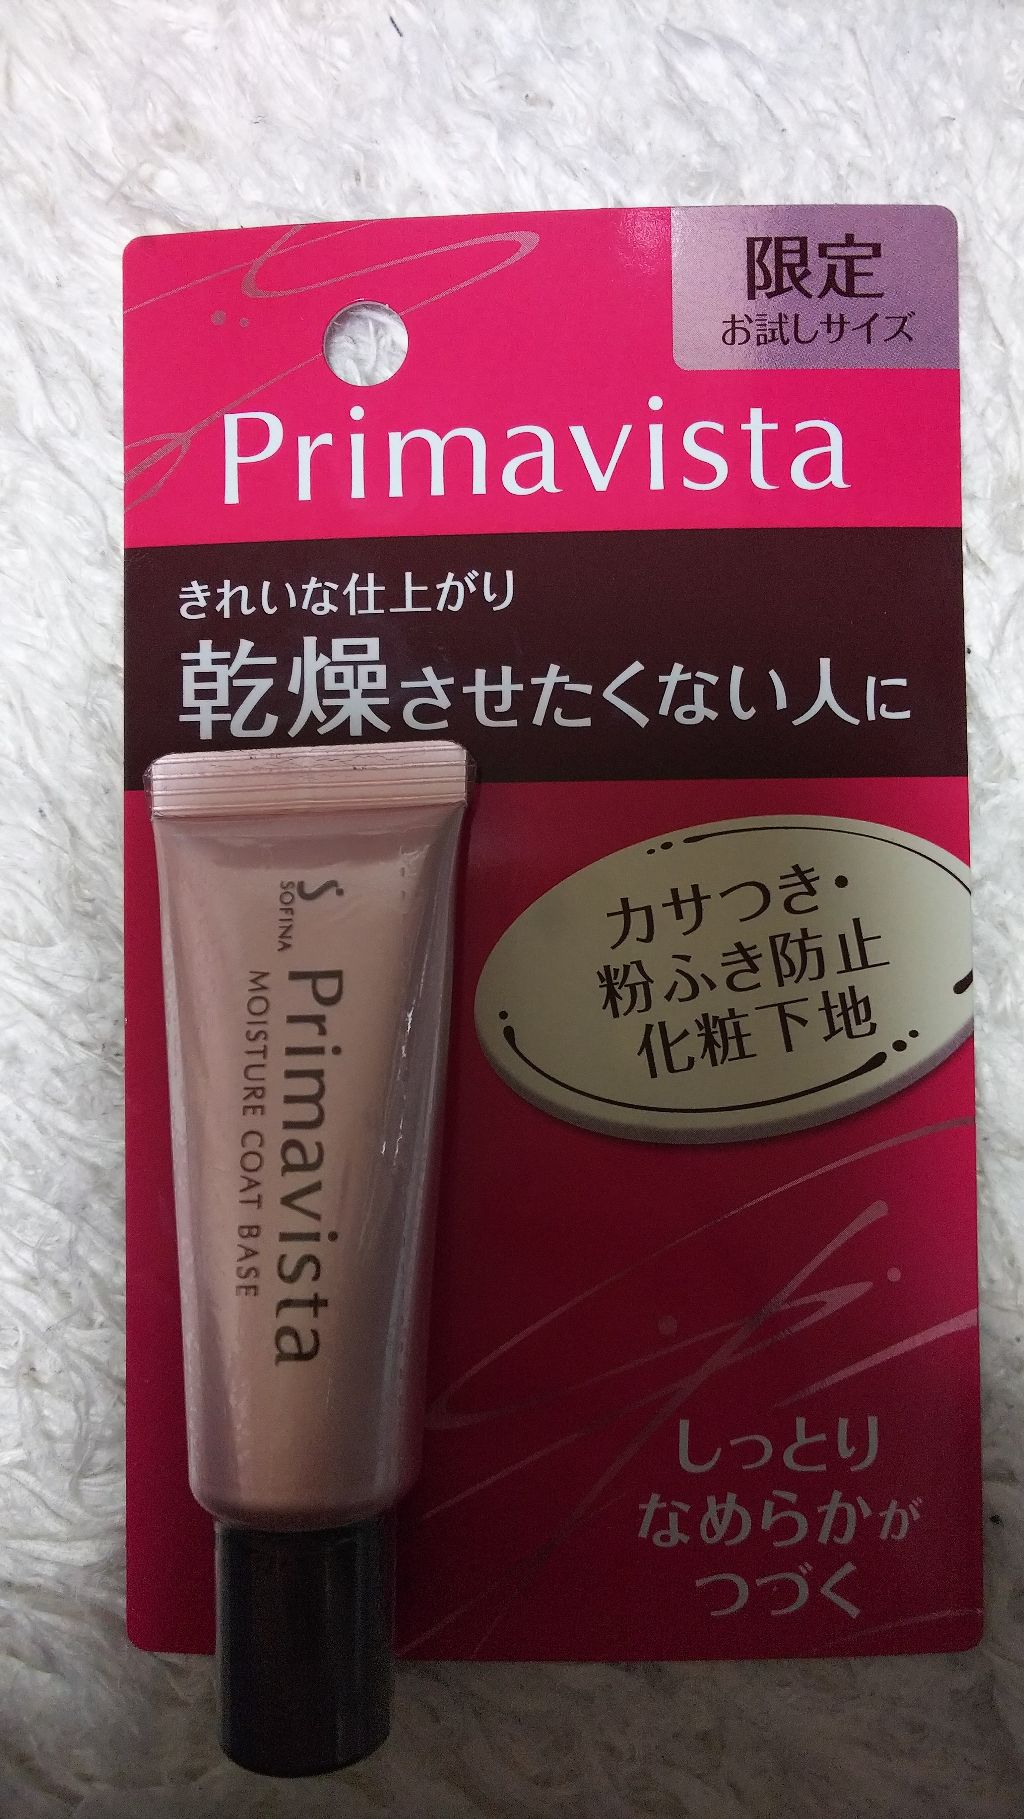 限定
お試しサイズ
Primavista
きれいな仕上がり
乾燥させたくない人に
カサつき・
粉ふき防止
化粧下地
S
SOFINA
Primavista
MOISTURE COAT BASE
しっとり
なめらかが
つづく